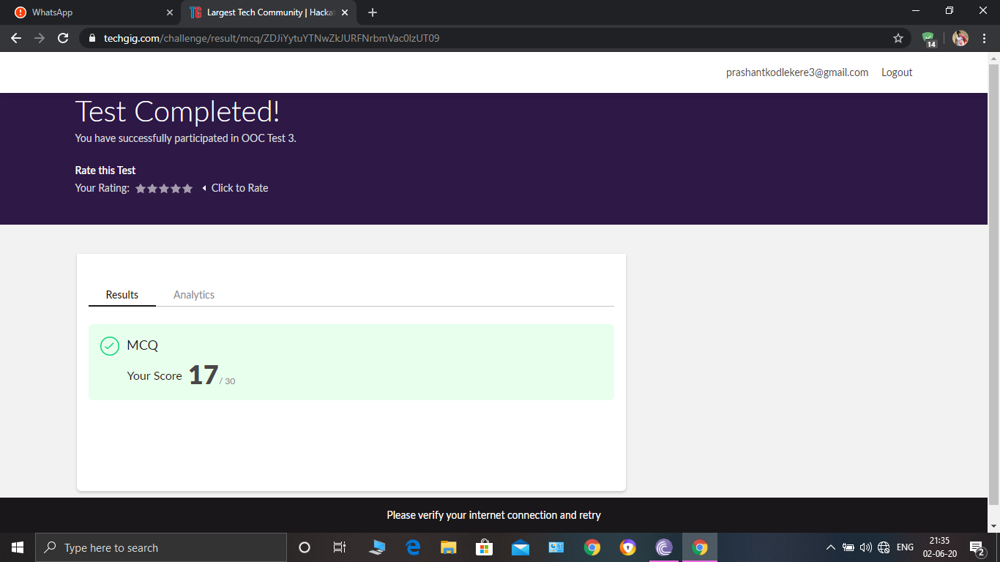 WhatsApp
TG Largest Tech Community | Hacka
techgig.com/challenge/result/mcq/ZDJiYytuYTNwZkJURFNrbmVac0lzUT09
14
prashantkodlekere3@gmail.com Logout
Test Completed!
You have successfully participated in OOC Test 3.
Rate this Test
Your Rating: Click to Rate
Results Analytics
MCQ
Your Score 17 / 30
Please verify your internet connection and retry
Type here to search
ENG
21:35
02-06-20
2